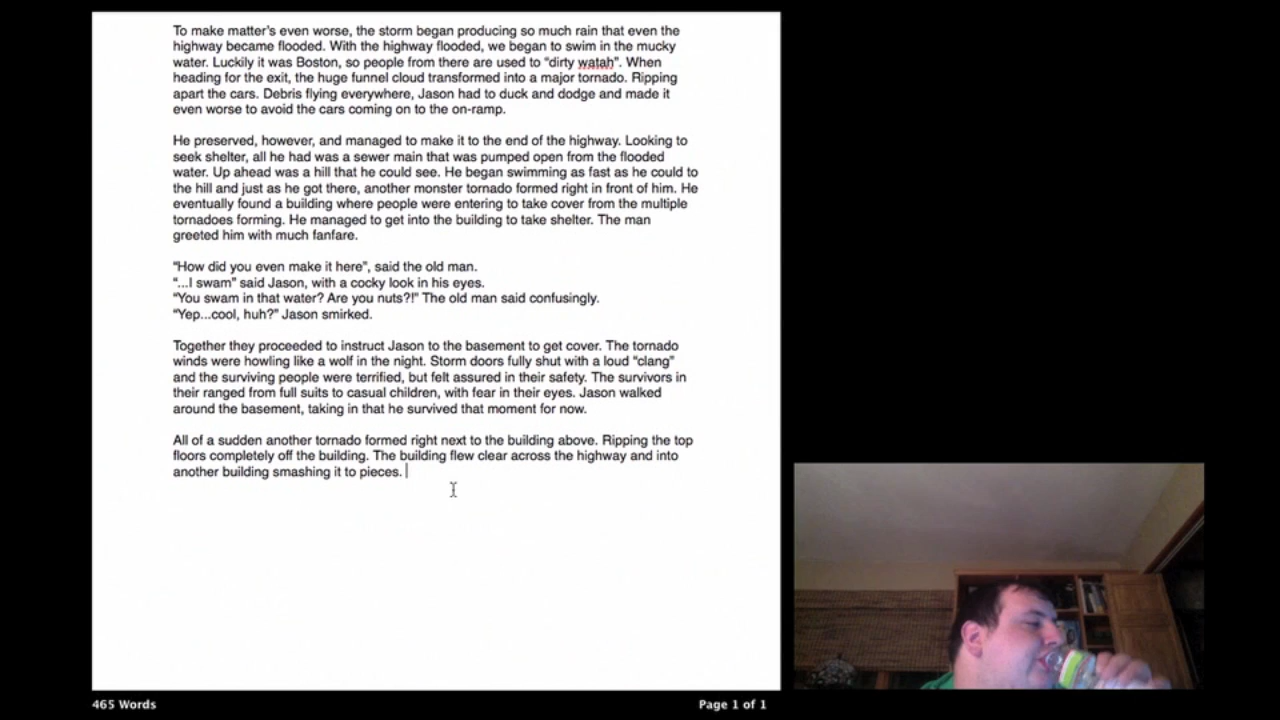 To make matter's even worse, the storm began producing so much rain that even the
highway became flooded. With the highway flooded, we began to swim in the mucky
water. Luckily it was Boston, so people from there are used to “dirty watah”. When
heading for the exit, the huge funnel cloud transformed into a major tornado. Ripping
apart the cars. Debris flying everywhere, Jason had to duck and dodge and made it
even worse to avoid the cars coming on to the on-ramp.
He preserved, however, and managed to make it to the end of the highway. Looking to
seek shelter, all he had was a sewer main that was pumped open from the flooded
water. Up ahead was a hill that he could see. He began swimming as fast as he could to
the hill and just as he got there, another monster tornado formed right in front of him. He
eventually found a building where people were entering to take cover from the multiple
tornadoes forming. He managed to get into the building to take shelter. The man
greeted him with much fanfare.
“How did you even make it here”, said the old man.
“...I swam” said Jason, with a cocky look in his eyes.
“You swam in that water? Are you nuts?!” The old man said confusingly.
“Yep...cool, huh?” Jason smirked.
Together they proceeded to instruct Jason to the basement to get cover. The tornado
winds were howling like a wolf in the night. Storm doors fully shut with a loud “clang”
and the surviving people were terrified, but felt assured in their safety. The survivors in
their ranged from full suits to casual children, with fear in their eyes. Jason walked
around the basement, taking in that he survived that moment for now.
All of a sudden another tornado formed right next to the building above. Ripping the top
floors completely off the building. The building flew clear across the highway and into
another building smashing it to pieces.
465 Words
Page 1 of 1